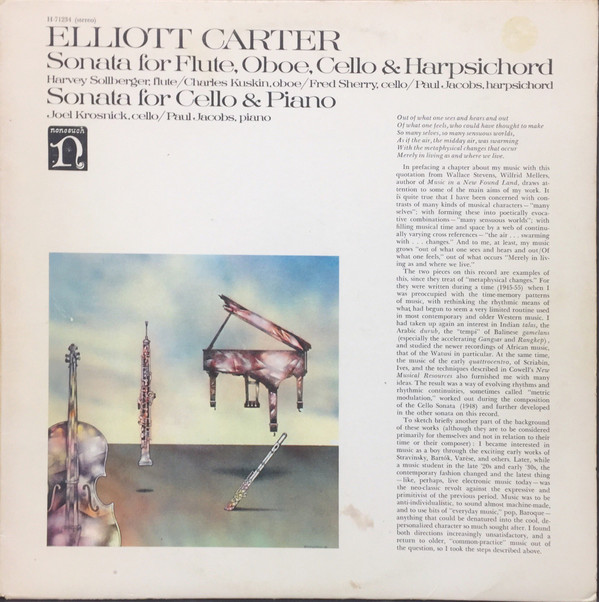 H-71234 (stereo)
ELLIOTT CARTER
Sonata for Flute, Oboe, Cello & Harpsichord
Harvey Sollberger, flute/Charles Kuskin, oboe/Fred Sherry, cello/Paul Jacobs, harpsichord
Sonata for Cello & Piano
Joel Krosnick, cello/Paul Jacobs, piano
nonesuch
n
Out of what one sees and hears and out
Of what one feels, who could have thought to make
So many selves, so many sensuous worlds,
As if the air, the midday air, was swarming
With the metaphysical changes that occur
Merely in living as and where we live.
In prefacing a chapter about my music with this
quotation from Wallace Stevens, Wilfrid Mellers,
author of Music in a New Found Land, draws at-
tention to some of the main aims of my work. It
is quite true that I have been concerned with con-
trasts of many kinds of musical characters—"many
selves"; with forming these into poetically evoca-
tive combinations—"many sensuous worlds"; with
filling musical time and space by a web of continu-
ally varying cross references—"the air . . . swarming
with . . . changes." And to me, at least, my music
grows "out of what one sees and hears and out/Of
what one feels," out of what occurs "Merely in liv-
ing as and where we live."
The two pieces on this record are examples of
this, since they treat of "metaphysical changes." For
they were written during a time (1945-55) when I
was preoccupied with the time-memory patterns
of music, with rethinking the rhythmic means of
what had begun to seem a very limited routine used
in most contemporary and older Western music. I
had taken up again an interest in Indian talas, the
Arabic durub, the "tempi" of Balinese gamelans
(especially the accelerating Gangsar and Rangkep),
and studied the newer recordings of African music,
that of the Watusi in particular. At the same time,
the music of the early quattrocentro, of Scriabin,
Ives, and the techniques described in Cowell's New
Musical Resources also furnished me with many
ideas. The result was a way of evolving rhythms and
rhythmic continuities, sometimes called "metric
modulation," worked out during the composition
of the Cello Sonata (1948) and further developed
in the other sonata on this record.
To sketch briefly another part of the background
of these works (although they are to be considered
primarily for themselves and not in relation to their
time or their composer): I became interested in
music as a boy through the exciting early works of
Stravinsky, Bartók, Varèse, and others. Later, while
a music student in the late '20s and early '30s, the
contemporary fashion changed and the latest thing
—like, perhaps, live electronic music today—was
the neo-classic revolt against the expressive and
primitivist of the previous period. Music was to be
anti-individualistic, to sound almost machine-made,
and to use bits of "everyday music," pop, Baroque—
anything that could be denatured into the cool, de-
personalized character so much sought after. I found
both directions increasingly unsatisfactory, and a
return to older, "common-practice" music out of
the question, so I took the steps described above.